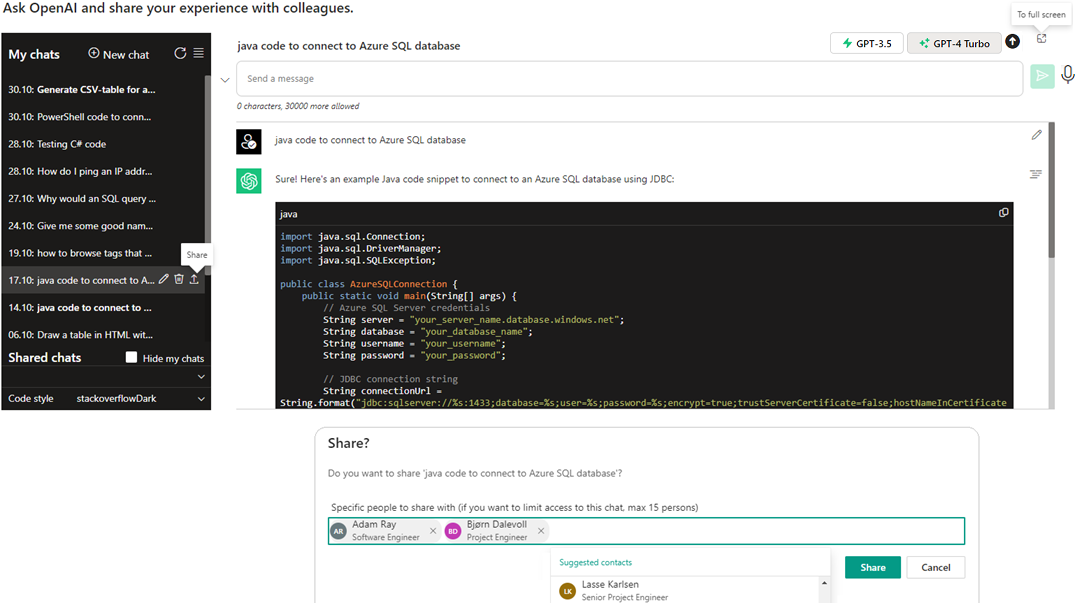 Ask OpenAI and share your experience with colleagues.
To full screen
My chats
New chat
30.10: Generate CSV-table for a...
30.10: PowerShell code to conn...
28.10: Testing C# code
28.10: How do I ping an IP addr...
27.10: Why would an SQL query ...
24.10: Give me some good nam...
19.10: how to browse tags that ...
Share
17.10: java code to connect to A...
14.10: java code to connect to ...
06.10: Draw a table in HTML wit...
Shared chats
Hide my chats
Code style
stackoverflowDark
java code to connect to Azure SQL database
GPT-3.5
GPT-4 Turbo
Send a message
0 characters, 30000 more allowed
java code to connect to Azure SQL database
Sure! Here's an example Java code snippet to connect to an Azure SQL database using JDBC:
java
import java.sql.Connection;
import java.sql.DriverManager;
import java.sql.SQLException;
public class AzureSQLConnection {
public static void main(String[] args) {
// Azure SQL Server credentials
String server = "your_server_name.database.windows.net";
String database = "your_database_name";
String username = "your_username";
String password = "your_password";
// JDBC connection string
String connectionUrl =
String.format("jdbc:sqlserver://%s:1433;database=%s;user=%s;password=%s;encrypt=true;trustServerCertificate=false;hostNameInCertificate
Share?
Do you want to share 'java code to connect to Azure SQL database'?
Specific people to share with (if you want to limit access to this chat, max 15 persons)
AR
Adam Ray
Software Engineer
BD
Bjørn Dalevoll
Project Engineer
Suggested contacts
LK
Lasse Karlsen
Senior Project Engineer
Share
Cancel